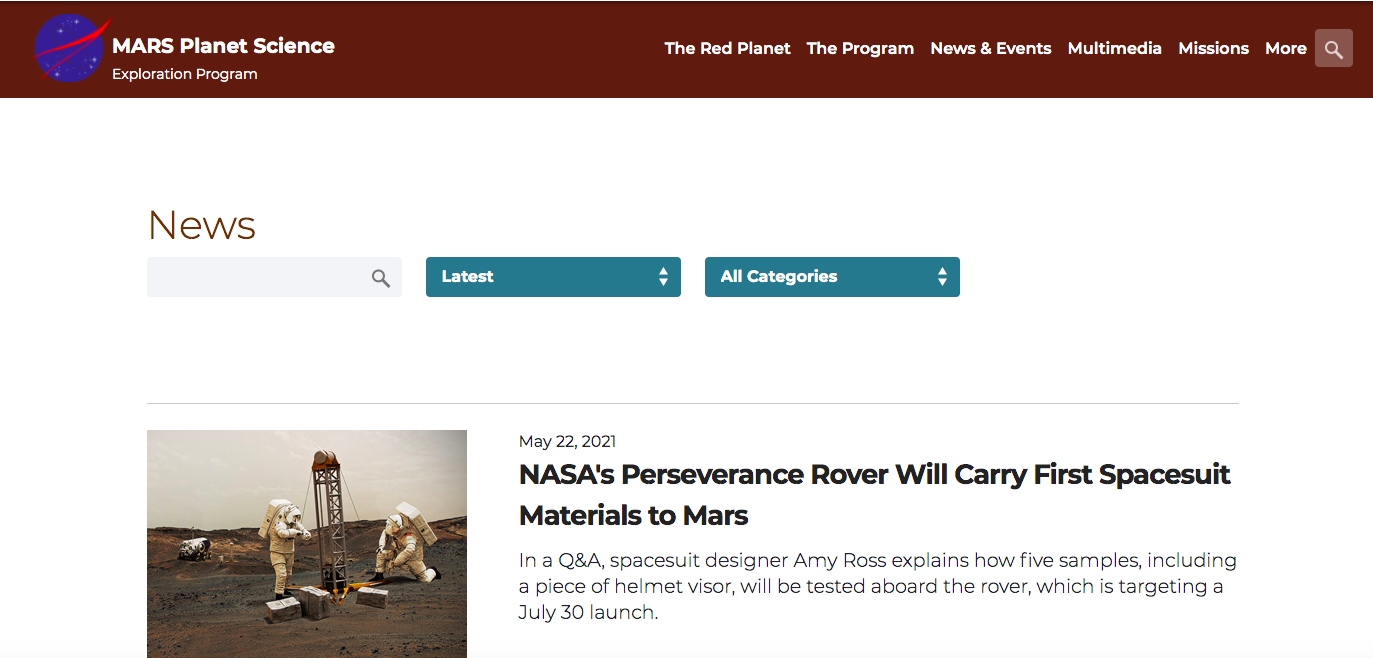 MARS Planet Science
Exploration Program
The Red Planet The Program News & Events Multimedia Missions More
News
Latest
All Categories
May 22, 2021
NASA's Perseverance Rover Will Carry First Spacesuit
Materials to Mars
In a Q&A, spacesuit designer Amy Ross explains how five samples, including
a piece of helmet visor, will be tested aboard the rover, which is targeting a
July 30 launch.